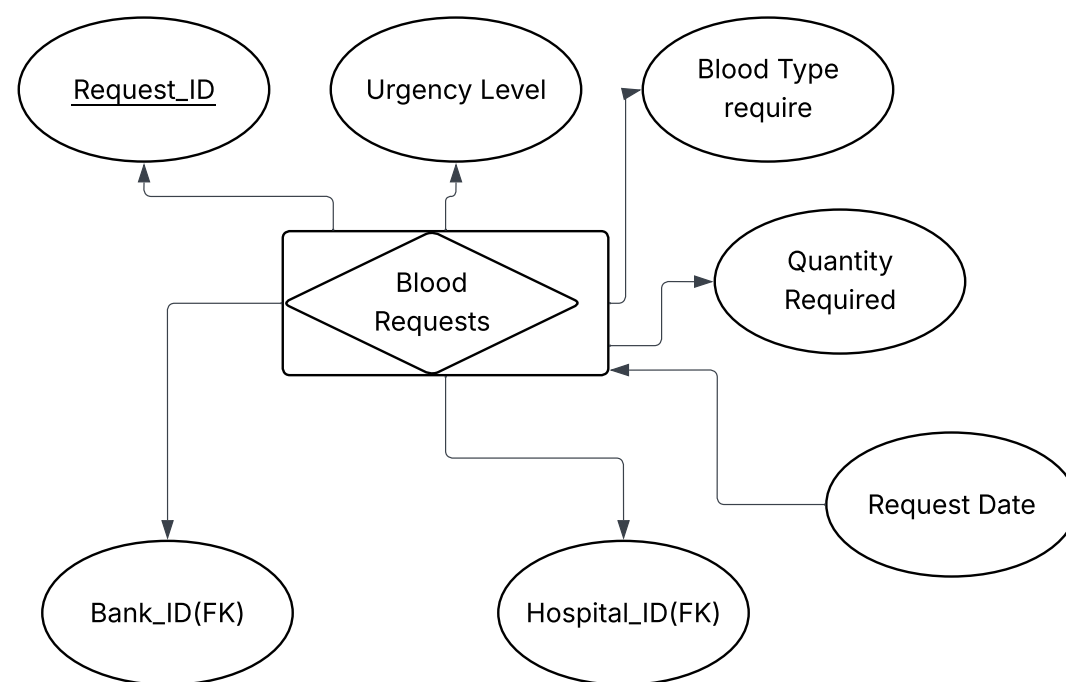 Request_ID
Urgency Level
Blood Type
require
Quantity
Required
Blood
Requests
Request Date
Bank_ID(FK)
Hospital_ID(FK)